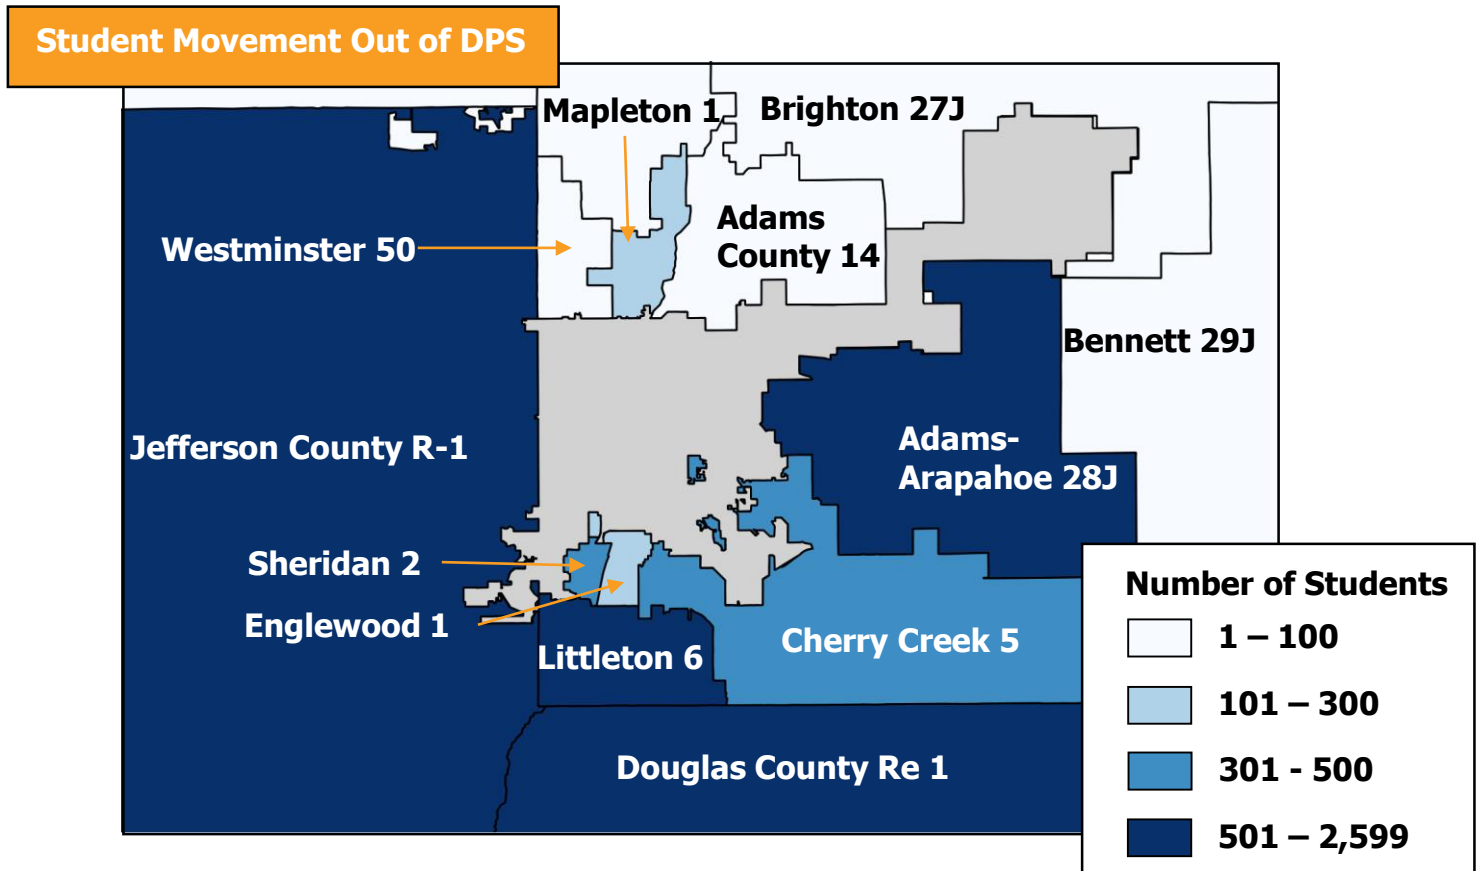 Student Movement Out of DPS
Mapleton 1
Brighton 27J
Adams
County 14
Westminster 50
Bennett 29J
Jefferson County R-1
Adams-
Arapahoe 28J
Sheridan 2
Englewood 1
Littleton 6
Cherry Creek 5
Douglas County Re 1
Number of Students
1 – 100
101 – 300
301 - 500
501 – 2,599